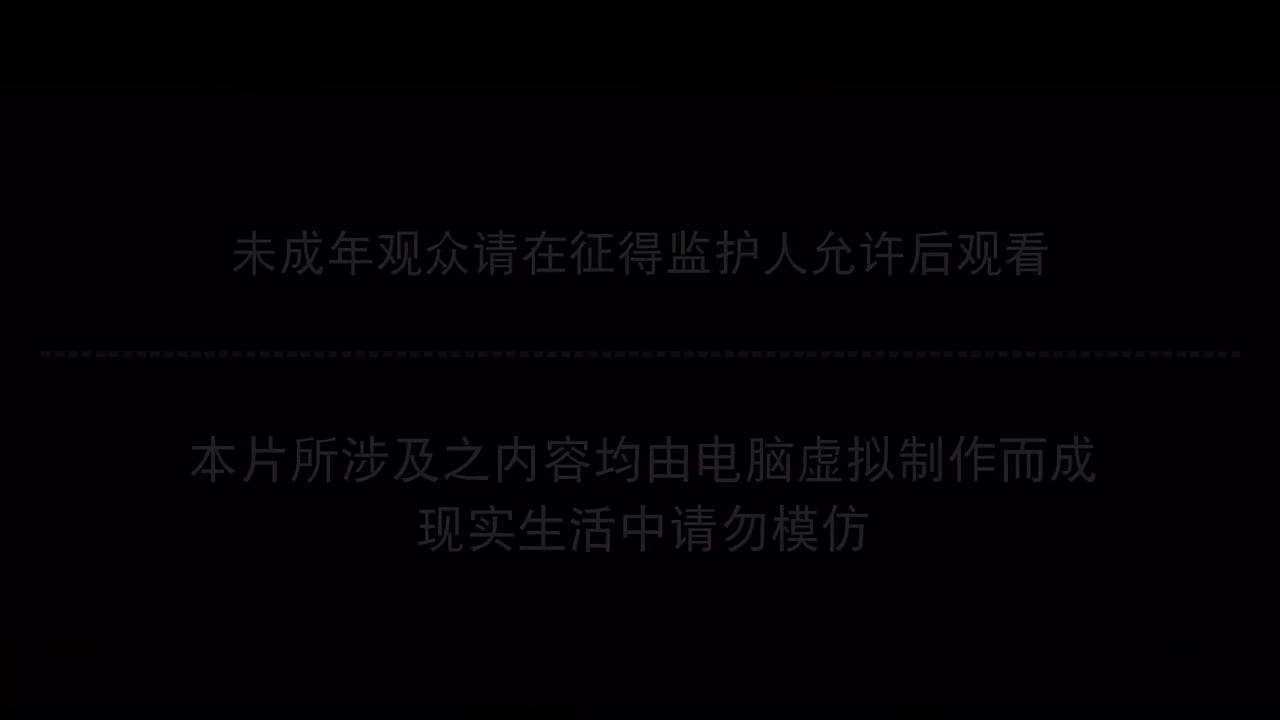 未成年观众请在征得监护人允许后观看
本片所涉及之内容均由电脑虚拟制作而成
现实生活中请勿模仿